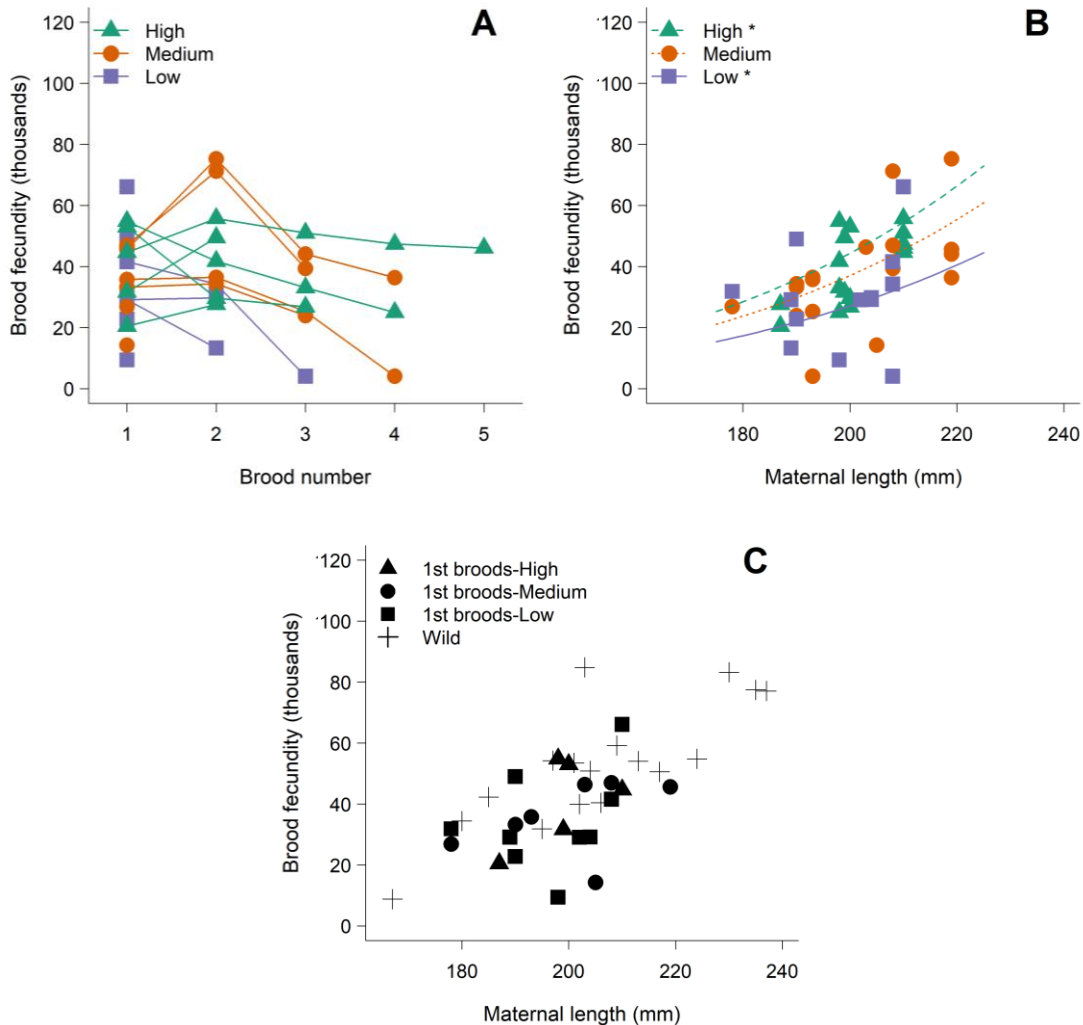 A
High
Medium
Low
120
100
80
60
40
20
0
Brood fecundity (thousands)
1 2 3 4 5
Brood number
B
High *
Medium
Low *
120
100
80
60
40
20
0
Brood fecundity (thousands)
180 200 220 240
Maternal length (mm)
C
1st broods-High
1st broods-Medium
1st broods-Low
Wild
120
100
80
60
40
20
0
Brood fecundity (thousands)
180 200 220 240
Maternal length (mm)